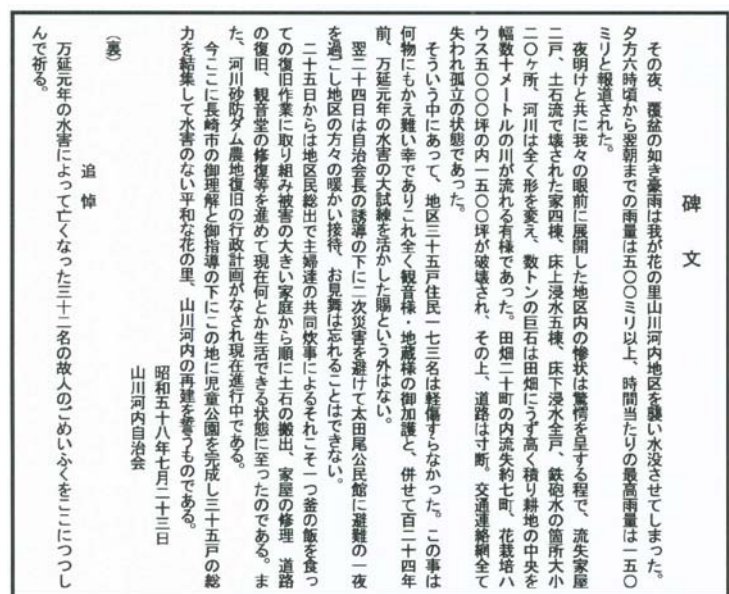 碑　文
その夜、覆盆の如き豪雨は我が花の里山川河内地区を襲い水没させてしまった。
夕方六時頃から翌朝までの雨量は五〇〇ミリ以上、時間当たりの最高雨量は一五〇
ミリと報道された。
夜明けと共に我々の眼前に展開した地区内の惨状は驚愕を呈する程で、流失家屋
二戸、土石流で壊された家四棟、床上浸水五棟、床下浸水全戸、鉄砲水の箇所大小
二〇ヶ所、河川は全く形を変え、数トンの巨石は田畑にうず高く積り耕地の中央を
幅数十メートルの川が流れる有様であった。田畑二十町の内流失約七町、花栽培ハ
ウス五〇〇〇坪の内一五〇〇坪が破壊され、その上、道路は寸断。交通連絡網全て
失われ孤立の状態であった。
そういう中にあって、地区三十五戸住民一七三名は軽傷すらなかった。この事は
何物にもかえ難い幸でありこれ全く観音様・地蔵様の御加護と、併せて百二十四年
前、万延元年の水害の大試練を活かした賜という外はない。
翌二十四日は自治会長の誘導の下に二次災害を避けて太田尾公民館に避難の一夜
を過ごし地区の方々の暖かい接待、お見舞は忘れることはできない。
二十五日からは地区民総出で主婦達の共同炊事によるそれこそ一つ釜の飯を食っ
ての復旧作業に取り組み被害の大きい家庭から順に土石の搬出、家屋の修理　道路
の復旧、観音堂の修復等を進めて現在何とか生活できる状態に至ったのである。ま
た、河川砂防ダム農地復旧の行政計画がなされ現在進行中である。
今ここに長崎市の御理解と御指導の下にこの地に児童公園を完成し三十五戸の総
力を結集して水害のない平和な花の里、山川河内の再建を誓うものである。
昭和五十八年七月二十三日
山川河内自治会
（裏）
追　悼
万延元年の水害によって亡くなった三十二名の故人のごめいふくをここにつつし
んで祈る。